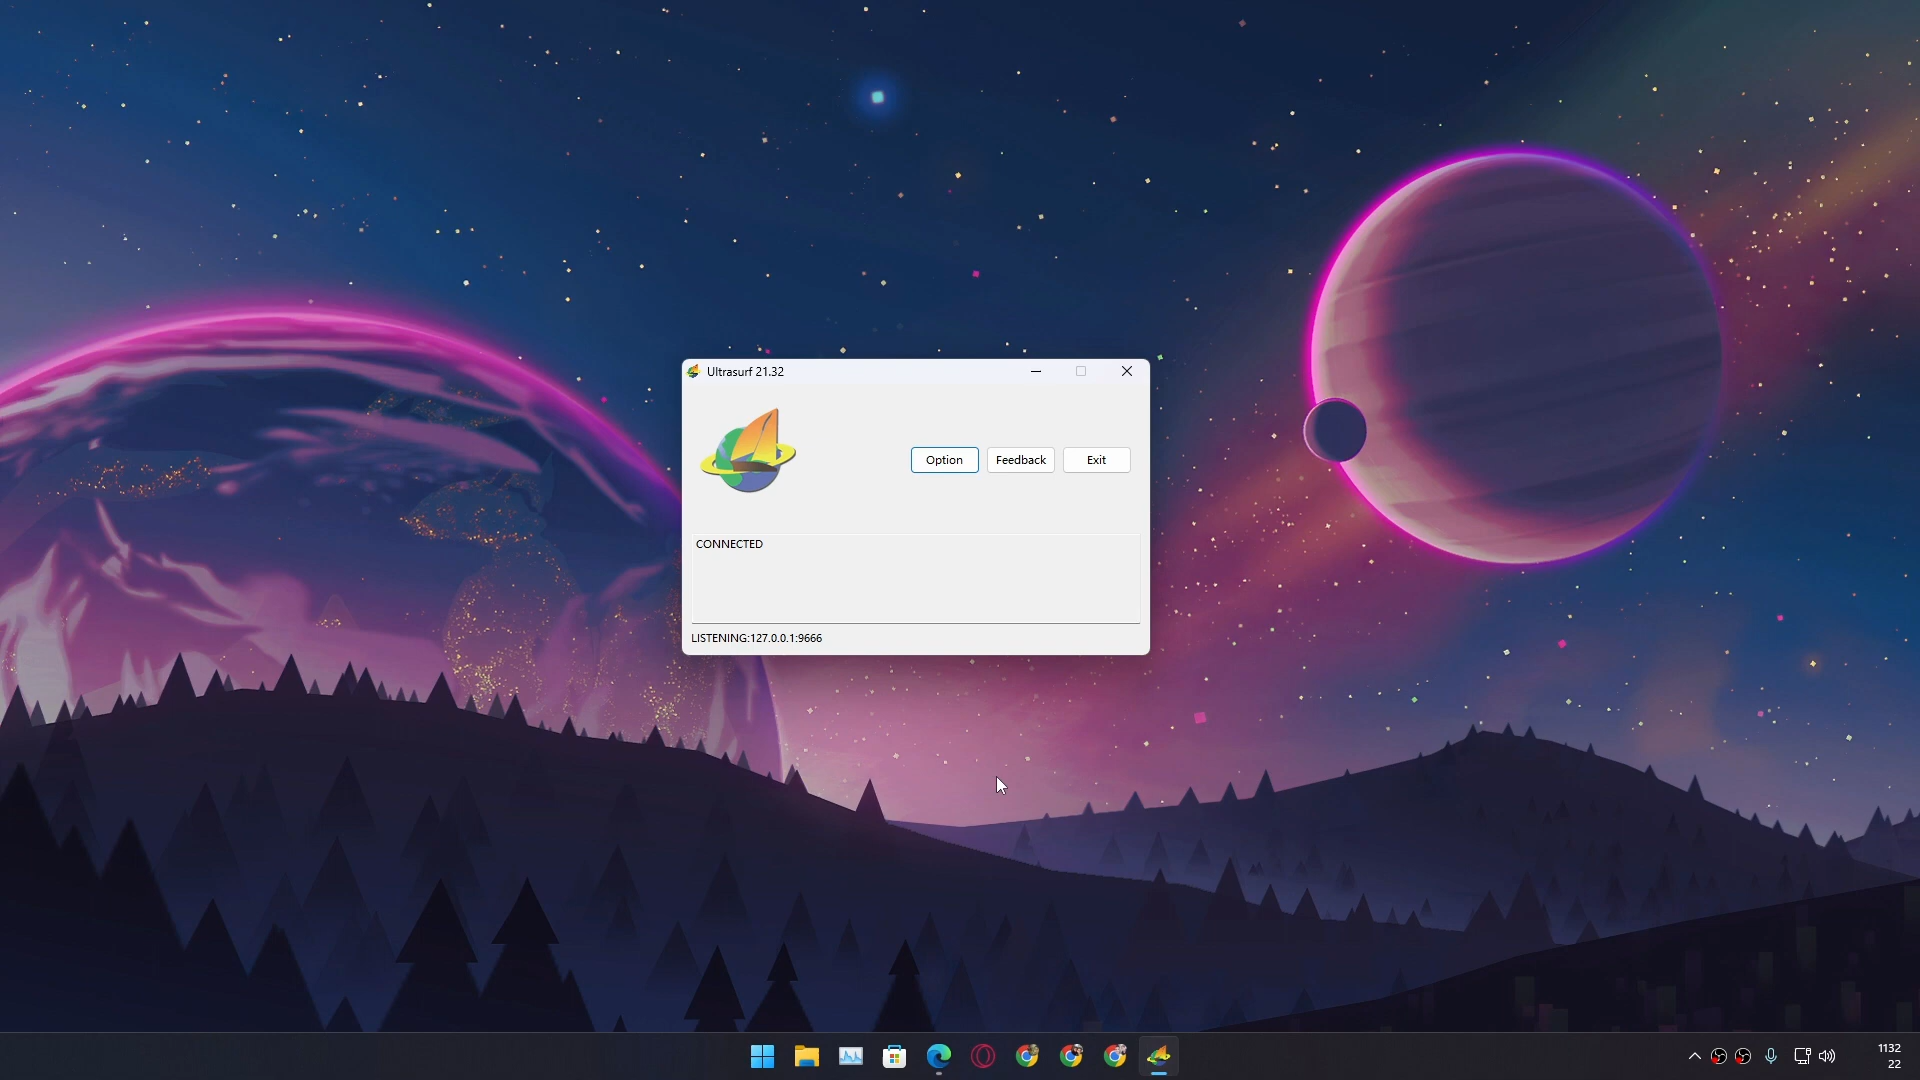 Ultrasurf 21.32
Option
Feedback
Exit
CONNECTED
LISTENING:127.0.0.1:9666
1132
22